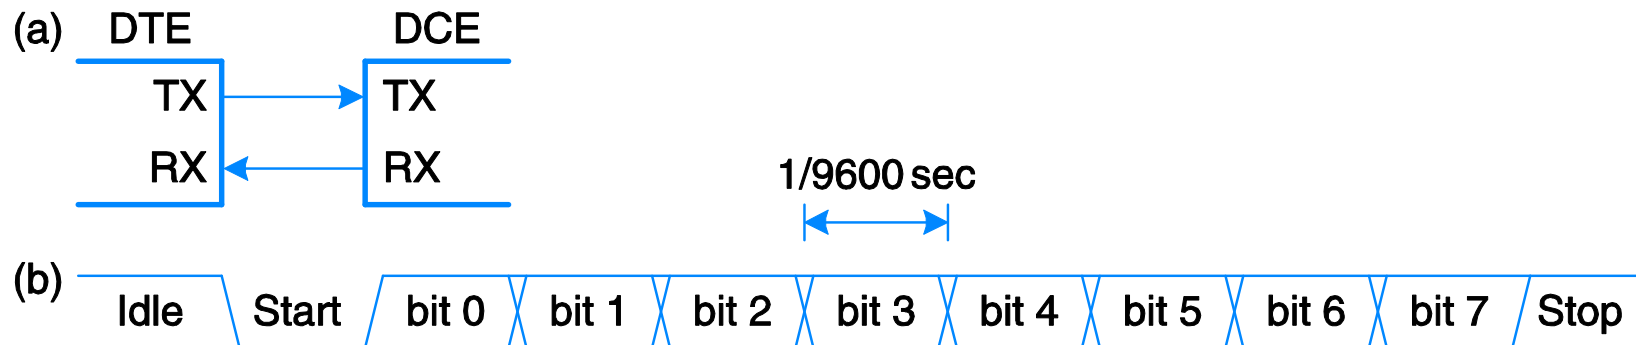 (a) DTE DCE
TX TX
RX RX
1/9600 sec
(b) Idle Start bit 0 bit 1 bit 2 bit 3 bit 4 bit 5 bit 6 bit 7 Stop